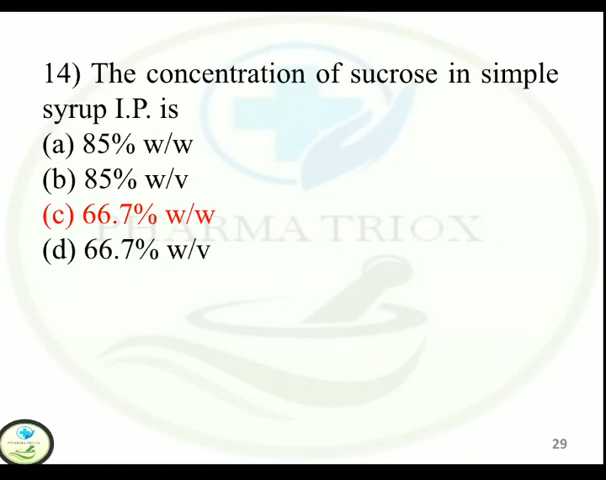 14) The concentration of sucrose in simple
syrup I.P. is
(a) 85% w/w
(b) 85% w/v
(c) 66.7% w/w
PHARMA TRIOX
(d) 66.7% w/v
29